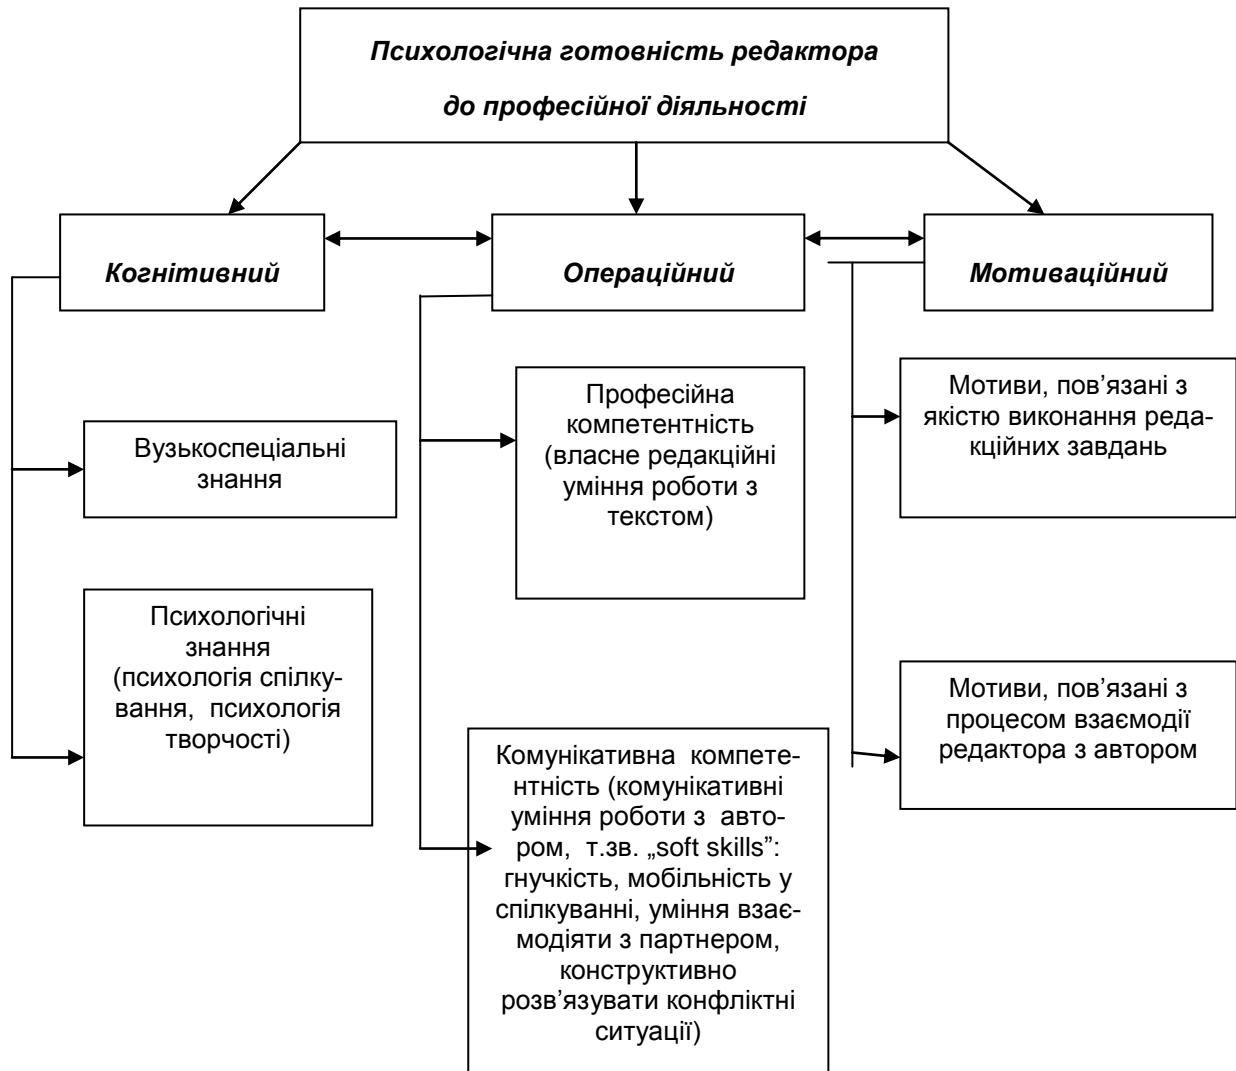 Психологічна готовність редактора
до професійної діяльності
Когнітивний
Операційний
Мотиваційний
Вузькоспеціальні
знання
Психологічні
знання
(психологія спілку-
вання, психологія
творчості)
Професійна
компетентність
(власне редакційні
уміння роботи з
текстом)
Комунікативна компете-
нтність (комунікативні
уміння роботи з авто-
ром, т.зв. „soft skills”:
гнучкість, мобільність у
спілкуванні, уміння взає-
модіяти з партнером,
конструктивно
розв’язувати конфліктні
ситуації)
Мотиви, пов’язані з
якістю виконання реда-
кційних завдань
Мотиви, пов’язані з
процесом взаємодії
редактора з автором